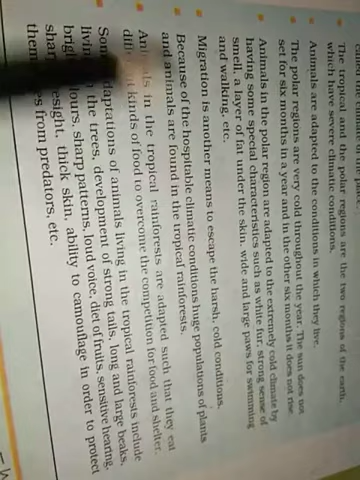 The tropical and the polar regions are the two regions of the earth,
which have severe climatic conditions.
Animals are adapted to the conditions in which they live.
The polar regions are very cold throughout the year. The sun does not
set for six months in a year and in the other six months it does not rise.
Animals in the polar region are adapted to the extremely cold climate by
having some special characteristics such as white fur, strong sense of
smell, a layer of fat under the skin, wide and large paws for swimming
and walking, etc.
Migration is another means to escape the harsh, cold conditions.
Because of the hospitable climatic conditions huge populations of plants
and animals are found in the tropical rainforests.
in the tropical rainforests are adapted such that they eat
kinds of food to overcome the competition for food and shelter.
adaptations of animals living in the tropical rainforests include
the trees, development of strong tails, long and large beaks,
sharp patterns, loud voice, diet of fruits, sensitive hearing,
thick skin, ability to camouflage in order to protect
from predators, etc.